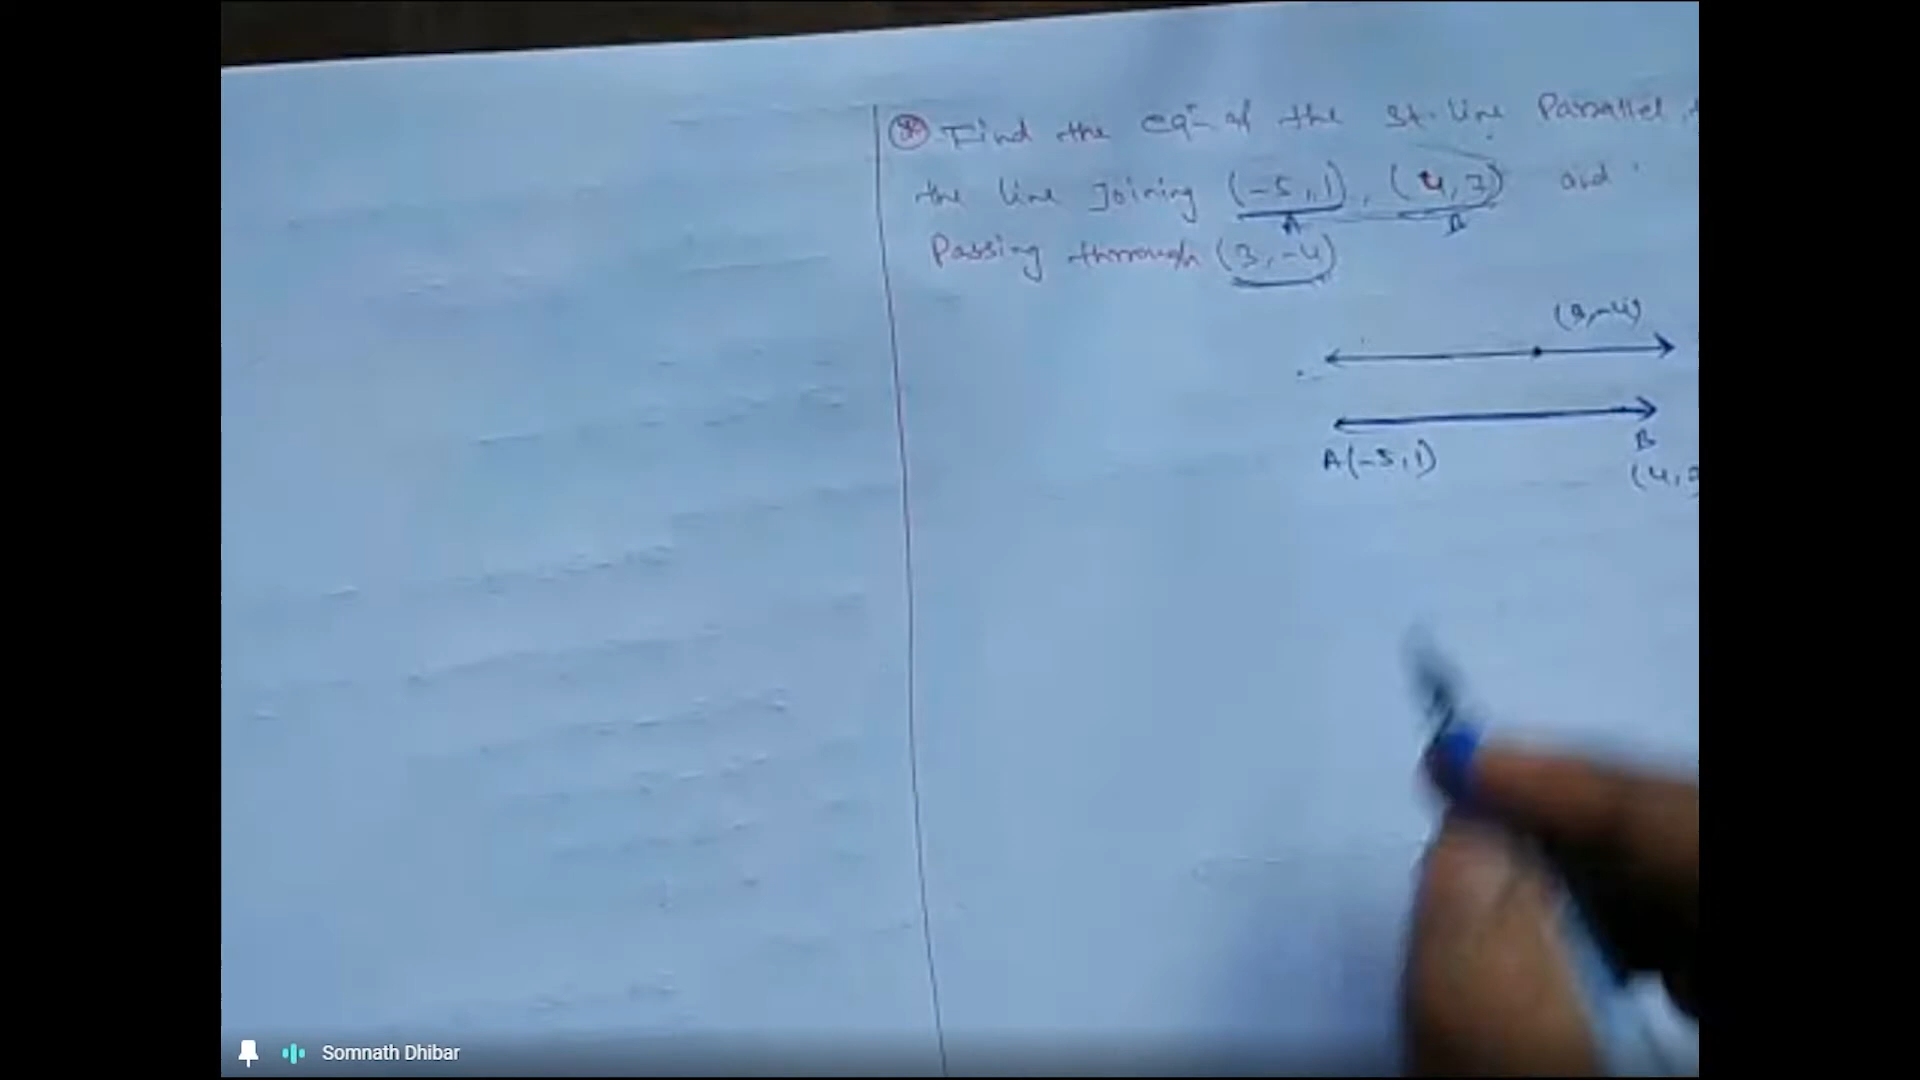 Find the eqn of the st. line Parallel
the line joining (-5, 1), (4, 3) and
Passing through (3, -4)
A
B
(3, -4)
A(-5, 1)
B
(4,
Somnath Dhibar